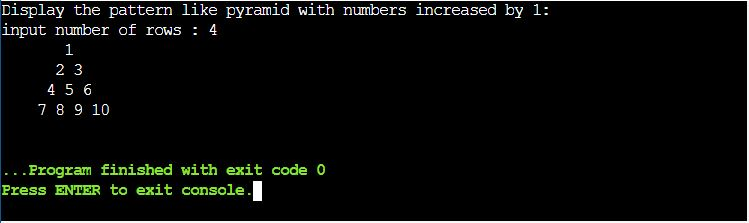 Display the pattern like pyramid with numbers increased by 1:
input number of rows : 4
1
2 3
4 5 6
7 8 9 10
...Program finished with exit code 0
Press ENTER to exit console.